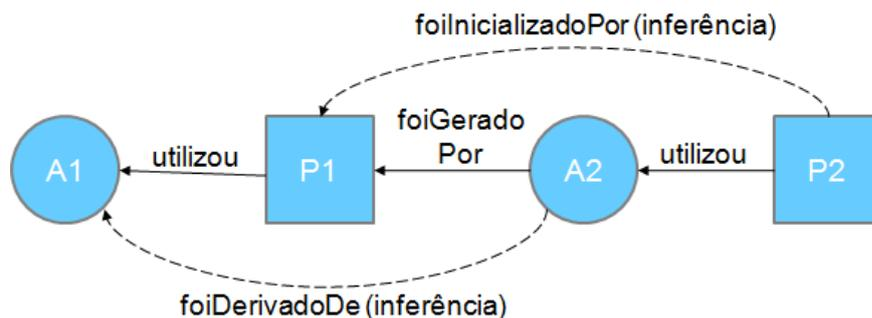 foiInicializadoPor (inferência)
foiGerado
Por
utilizou
utilizou
A1
P1
A2
P2
foiDerivadoDe (inferência)